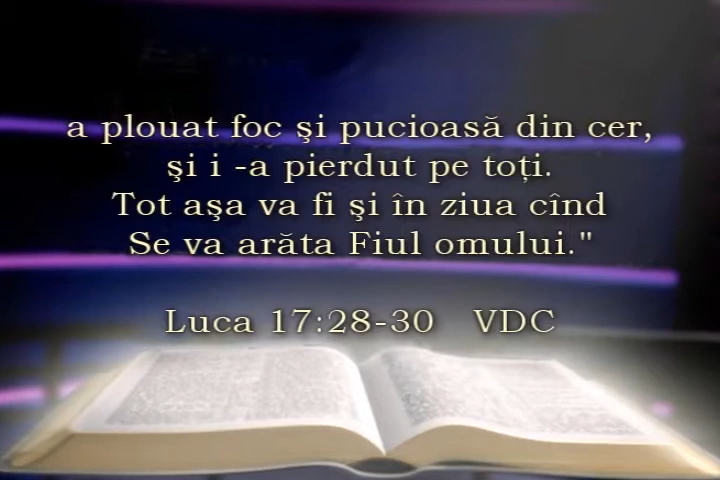 a plouat foc şi pucioasă din cer,
şi i -a pierdut pe toţi.
Tot aşa va fi şi în ziua cînd
Se va arăta Fiul omului."
Luca 17:28-30 VDC